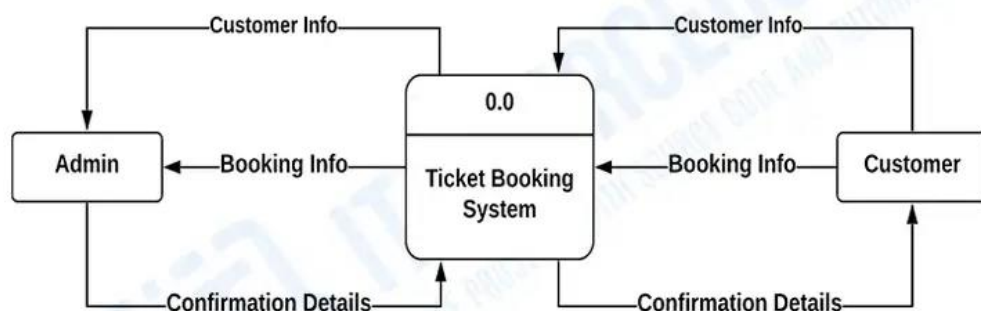 Customer Info
Customer Info
0.0
Admin
Booking Info
Ticket Booking
System
Booking Info
Customer
Confirmation Details
Confirmation Details